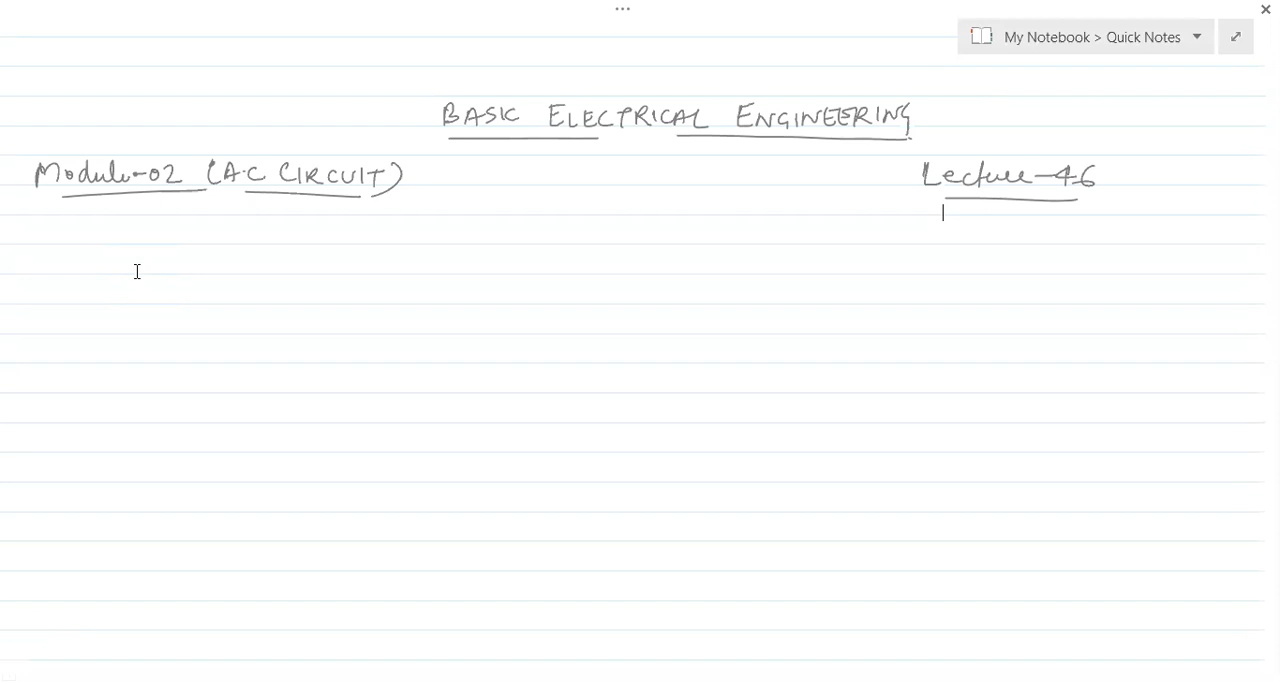 My Notebook > Quick Notes
BASIC ELECTRICAL ENGINEERING
Module-02 (A.C CIRCUIT)
Lecture-46